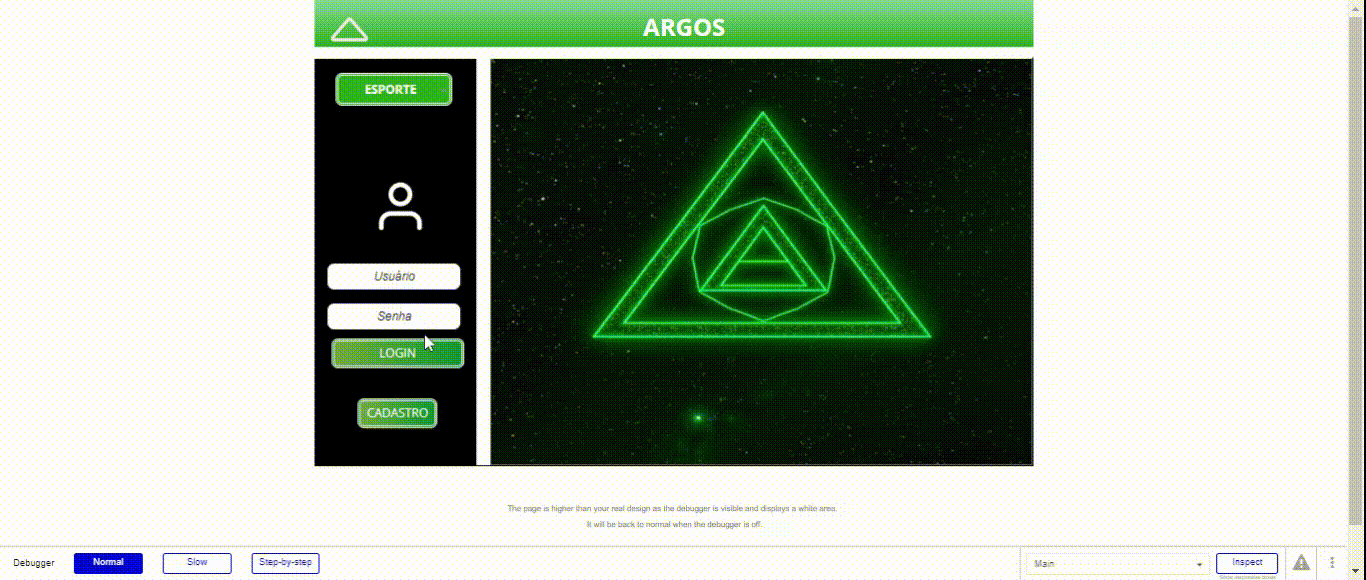 ARGOS
ESPORTE
Usuário
Senha
LOGIN
CADASTRO
The page is higher than your real design as the debugger is visible and displays a white area.
It will be back to normal when the debugger is off.
Debugger
Normal
Slow
Step-by-step
Main
Inspect